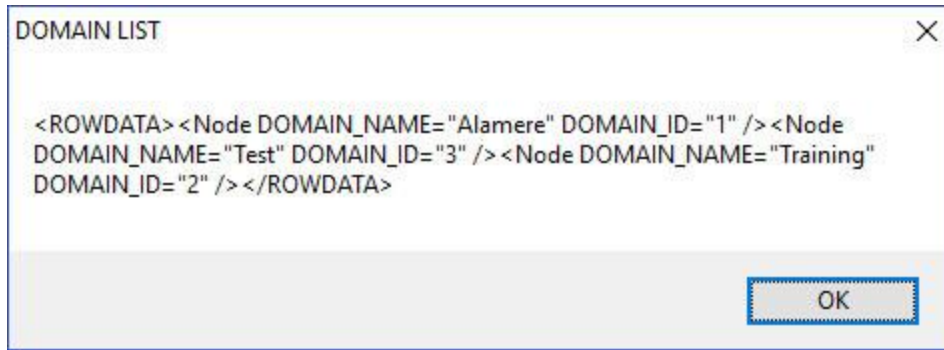 DOMAIN LIST
<ROWDATA><Node DOMAIN_NAME="Alamere" DOMAIN_ID="1" /><Node
DOMAIN_NAME="Test" DOMAIN_ID="3" /><Node DOMAIN_NAME="Training"
DOMAIN_ID="2" /></ROWDATA>
OK